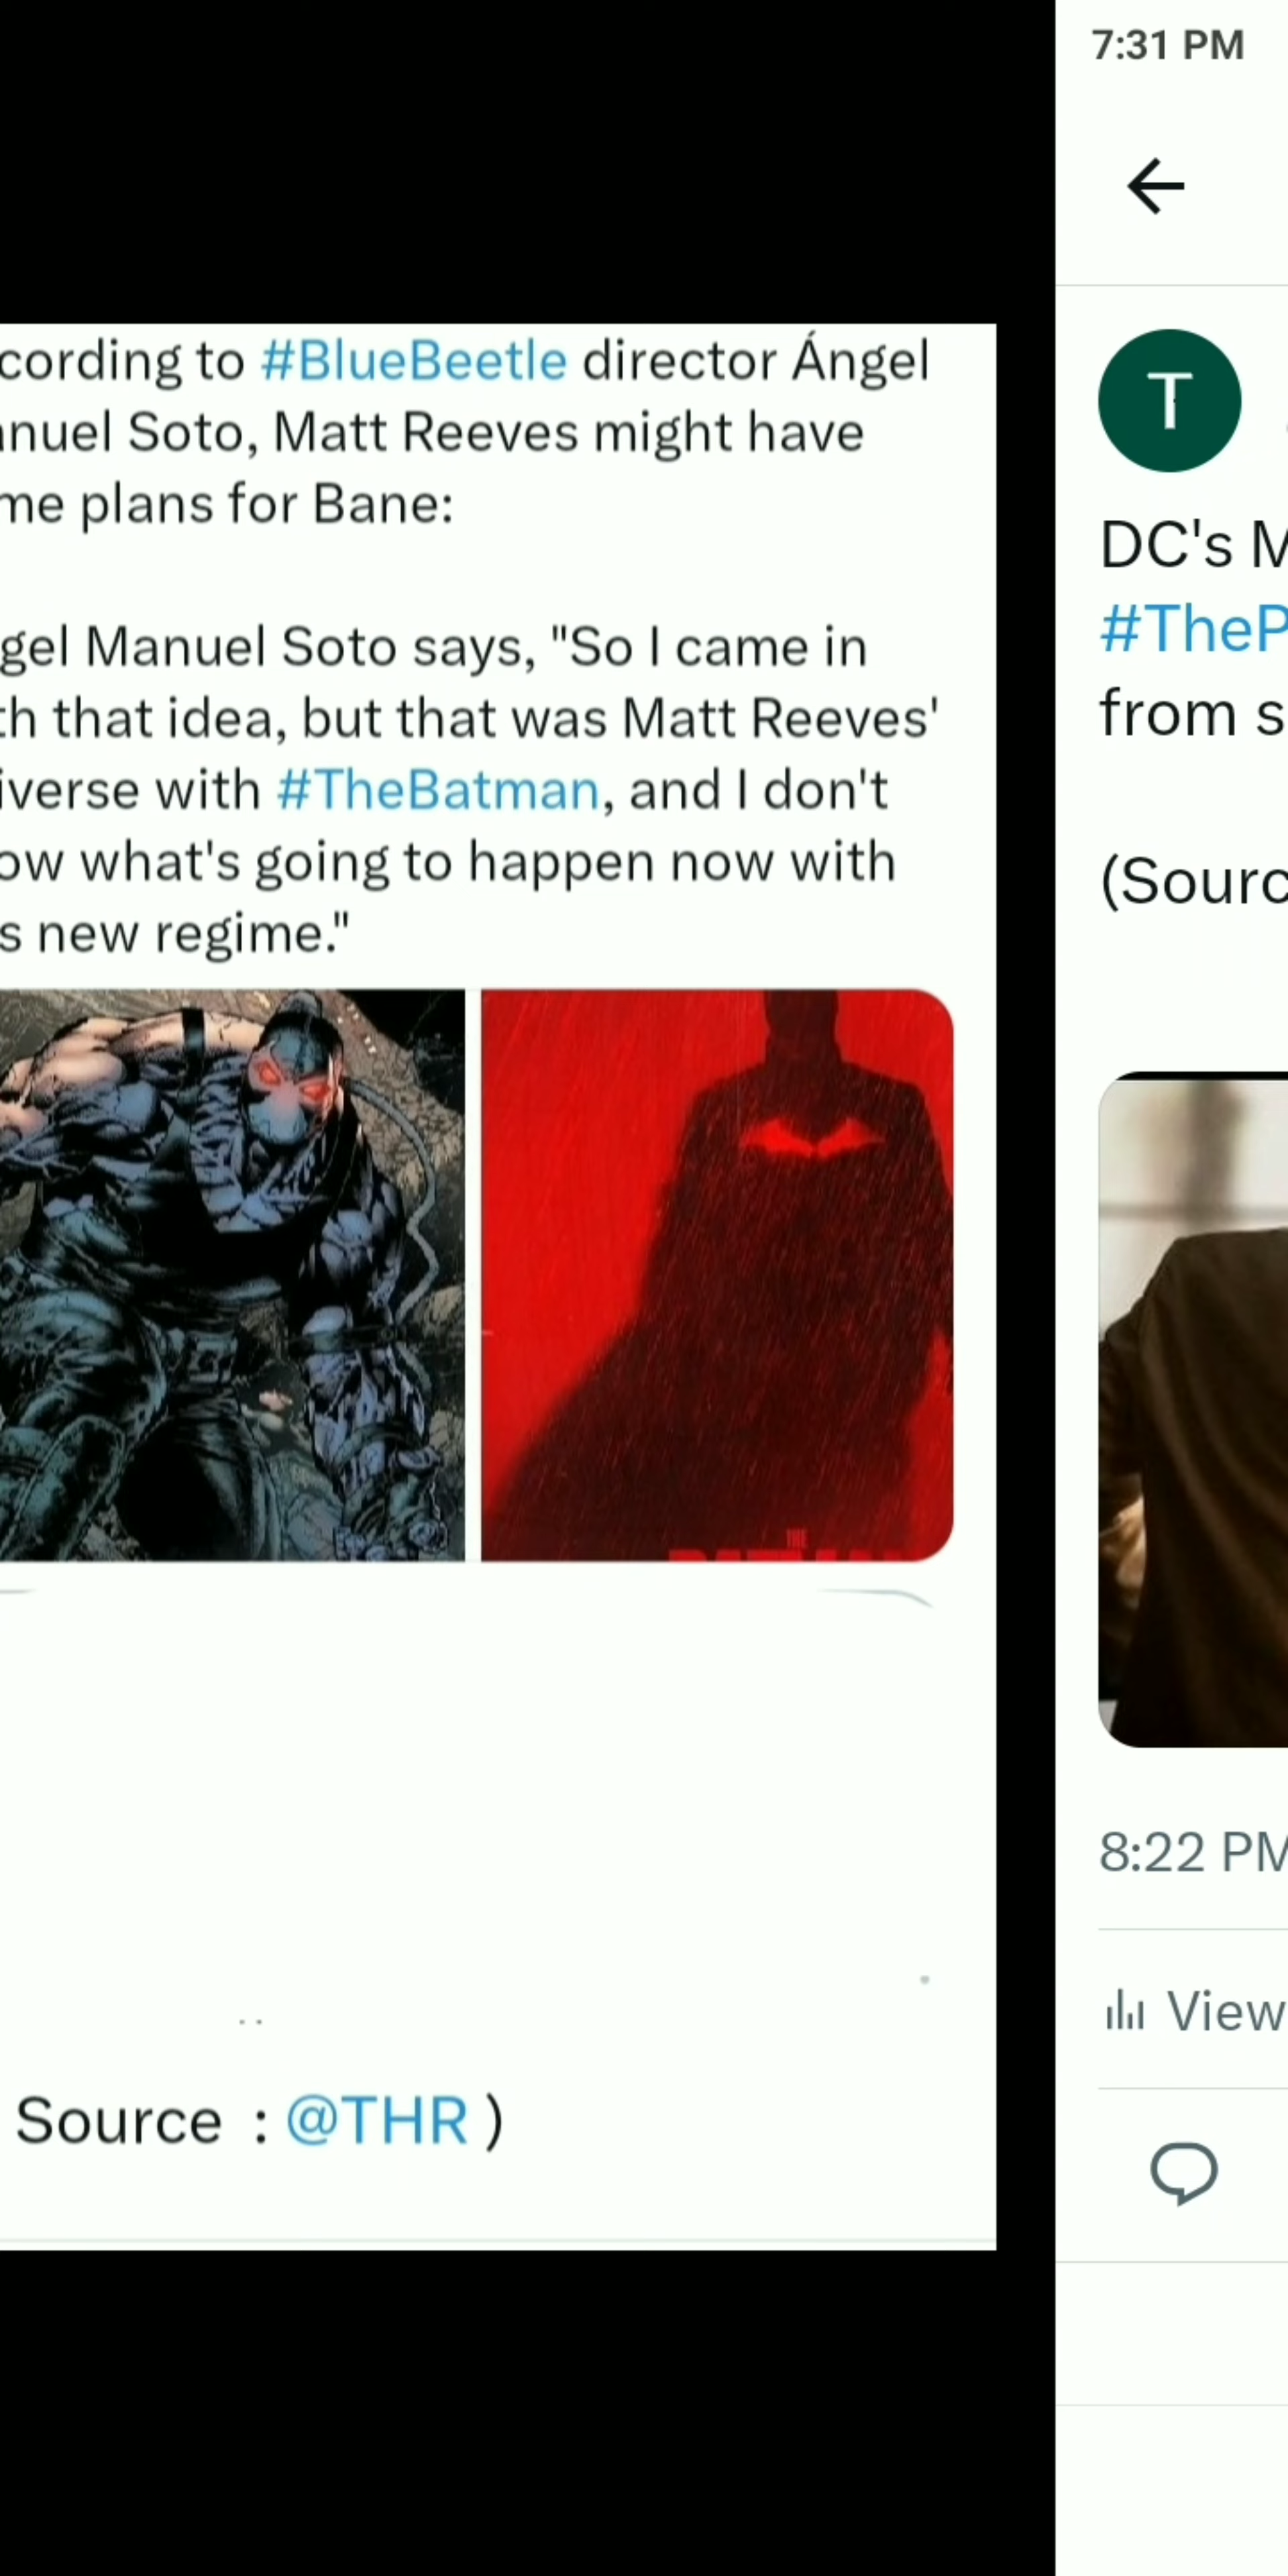 cording to #BlueBeetle director Ángel
nuel Soto, Matt Reeves might have
me plans for Bane:
gel Manuel Soto says, "So I came in
th that idea, but that was Matt Reeves'
iverse with #TheBatman, and I don't
ow what's going to happen now with
s new regime."
THE
Source : @THR )
7:31 PM
T
DC's M
#TheP
from s
(Sourc
8:22 PM
View